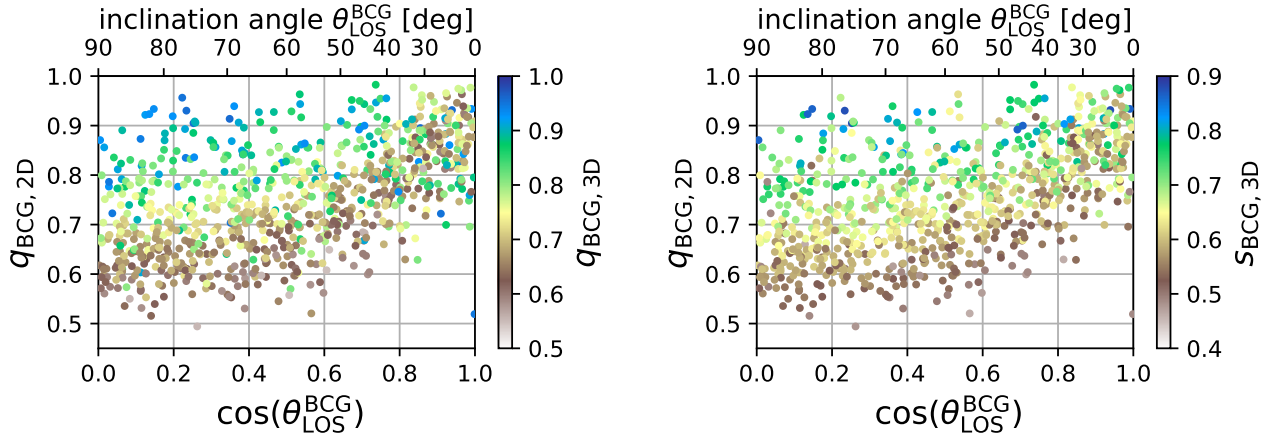 inclination angle θ_LOS^BCG [deg]
90 80 70 60 50 40 30 0
1.0
0.9
0.8
0.7
0.6
0.5
q_BCG, 2D
0.0 0.2 0.4 0.6 0.8 1.0
cos(θ_LOS^BCG)
1.0
0.9
0.8
0.7
0.6
0.5
q_BCG, 3D
inclination angle θ_LOS^BCG [deg]
90 80 70 60 50 40 30 0
1.0
0.9
0.8
0.7
0.6
0.5
q_BCG, 2D
0.0 0.2 0.4 0.6 0.8 1.0
cos(θ_LOS^BCG)
0.9
0.8
0.7
0.6
0.5
0.4
s_BCG, 3D